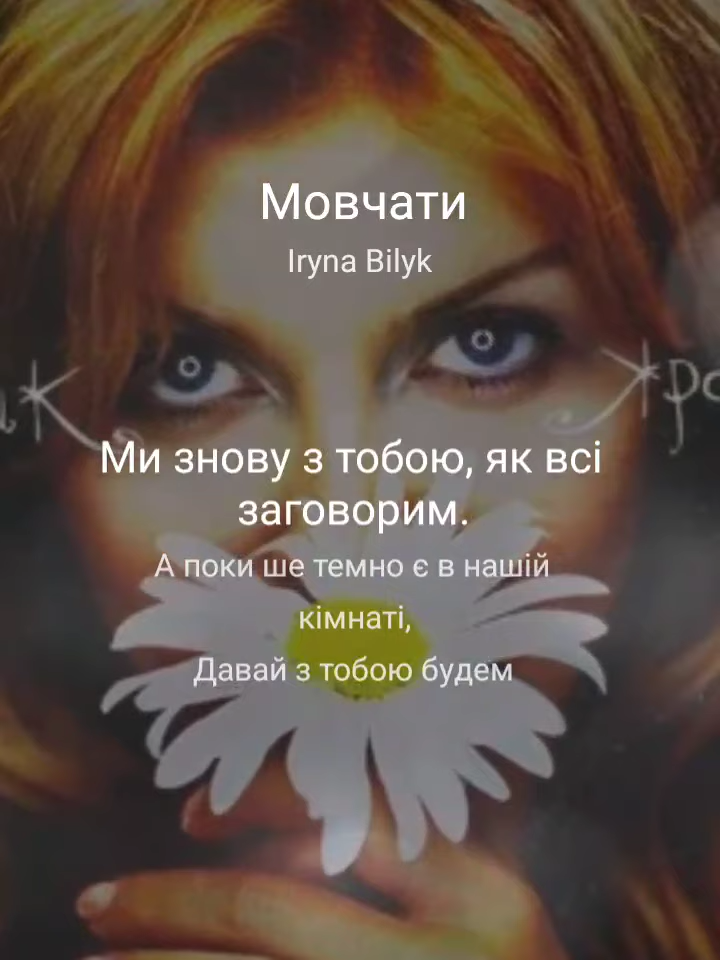 Мовчати
Iryna Bilyk
Ми знову з тобою, як всі
заговорим.
А поки ше темно є в нашій
кімнаті,
Давай з тобою будем